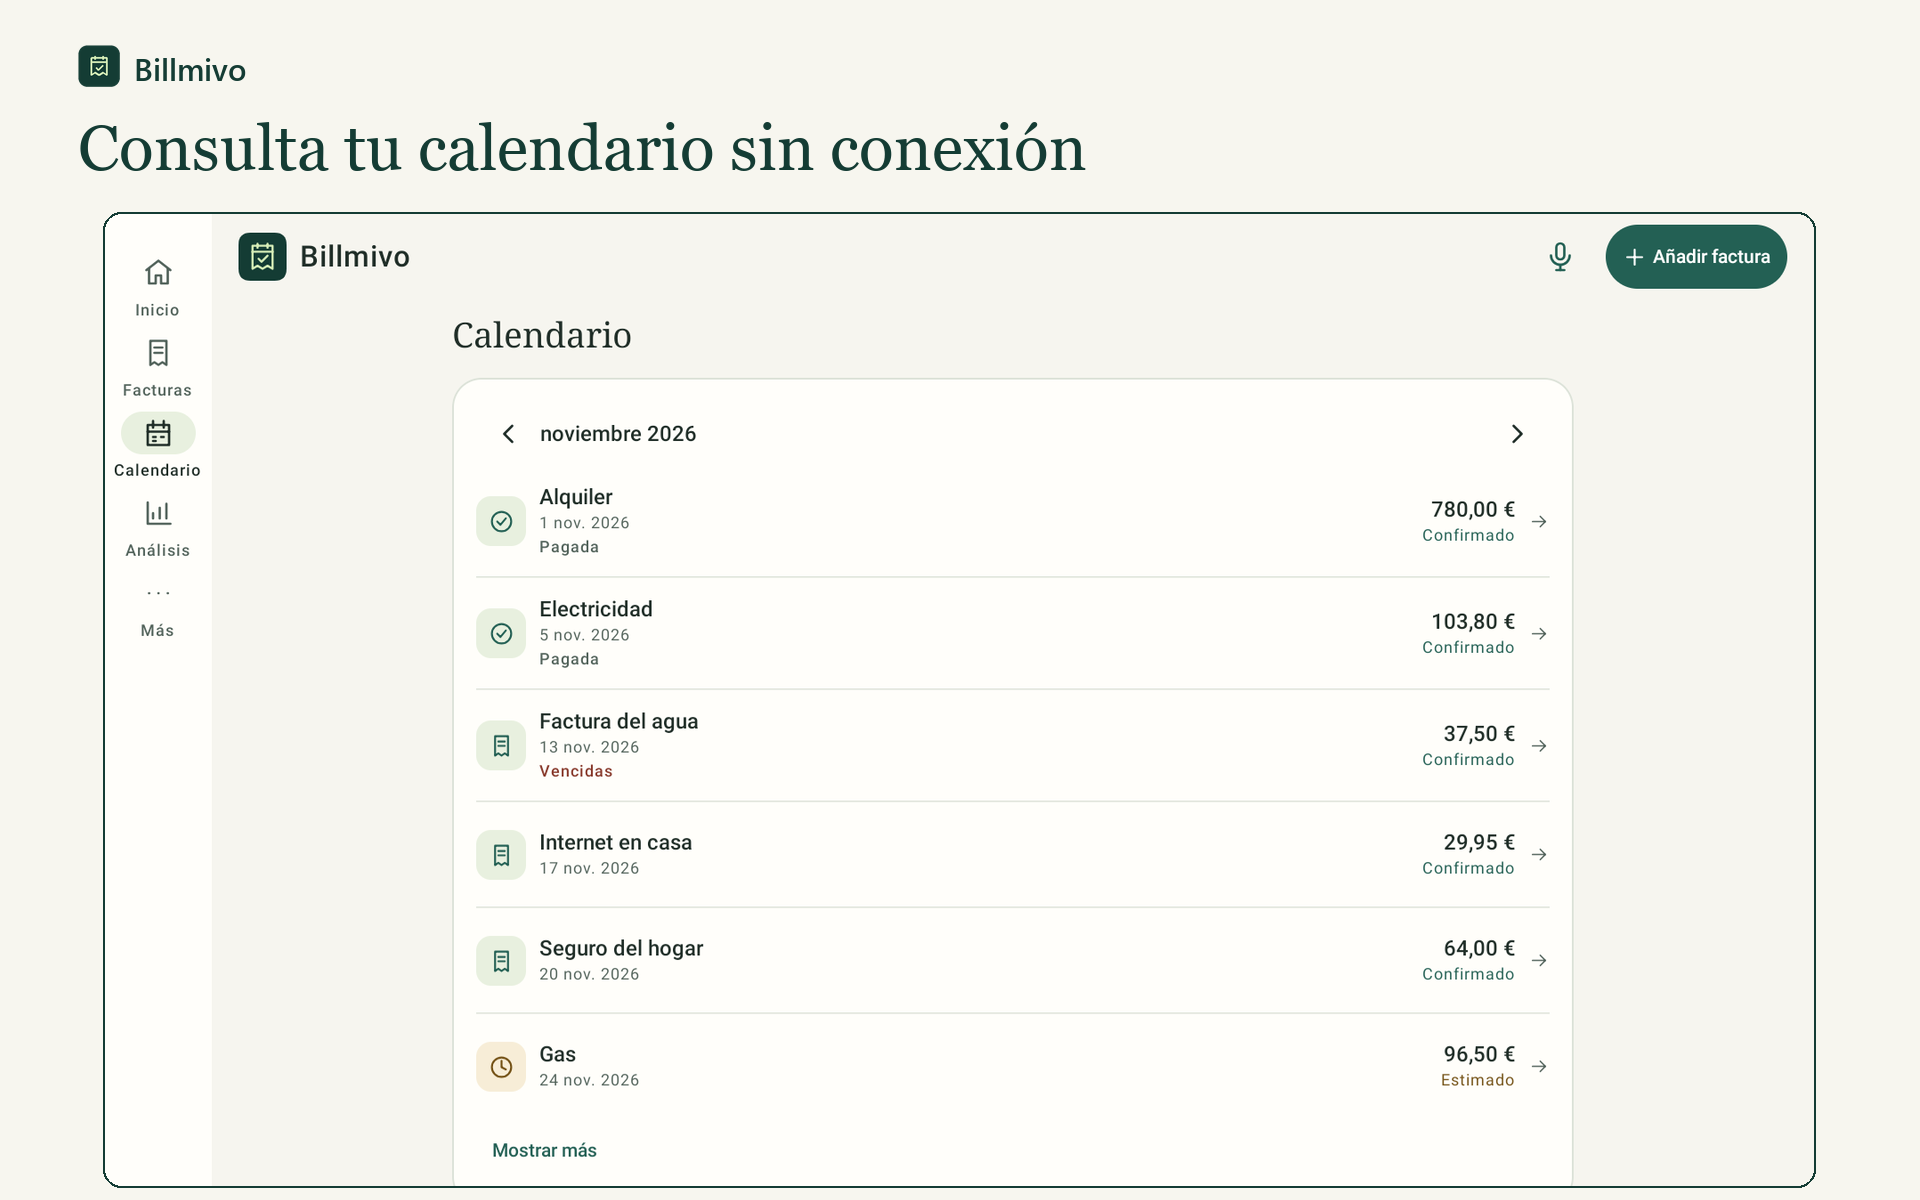 Billmivo
Consulta tu calendario sin conexión
Billmivo
Añadir factura
Inicio
Facturas
Calendario
Análisis
Más
Calendario
noviembre 2026
Alquiler
1 nov. 2026
Pagada
780,00 €
Confirmado
Electricidad
5 nov. 2026
Pagada
103,80 €
Confirmado
Factura del agua
13 nov. 2026
Vencidas
37,50 €
Confirmado
Internet en casa
17 nov. 2026
29,95 €
Confirmado
Seguro del hogar
20 nov. 2026
64,00 €
Confirmado
Gas
24 nov. 2026
96,50 €
Estimado
Mostrar más